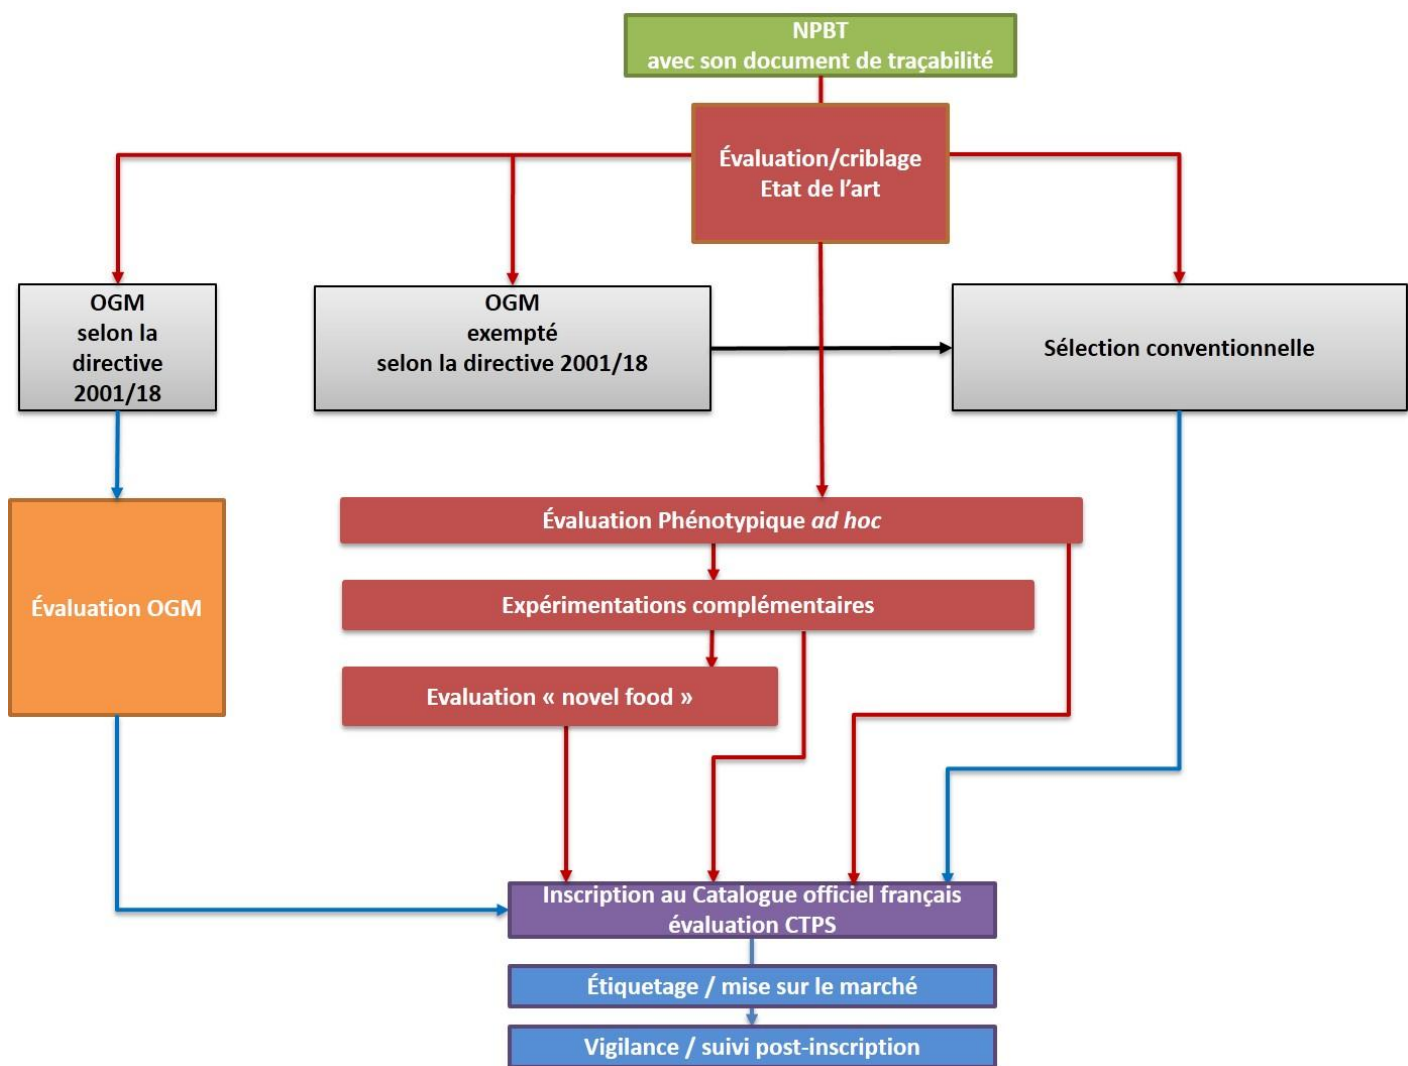 NPBT
avec son document de traçabilité
Évaluation/criblage
Etat de l’art
OGM
selon la
directive
2001/18
OGM
exempté
selon la directive 2001/18
Sélection conventionnelle
Évaluation Phénotypique ad hoc
Évaluation OGM
Expérimentations complémentaires
Evaluation « novel food »
Inscription au Catalogue officiel français
évaluation CTPS
Étiquetage / mise sur le marché
Vigilance / suivi post-inscription